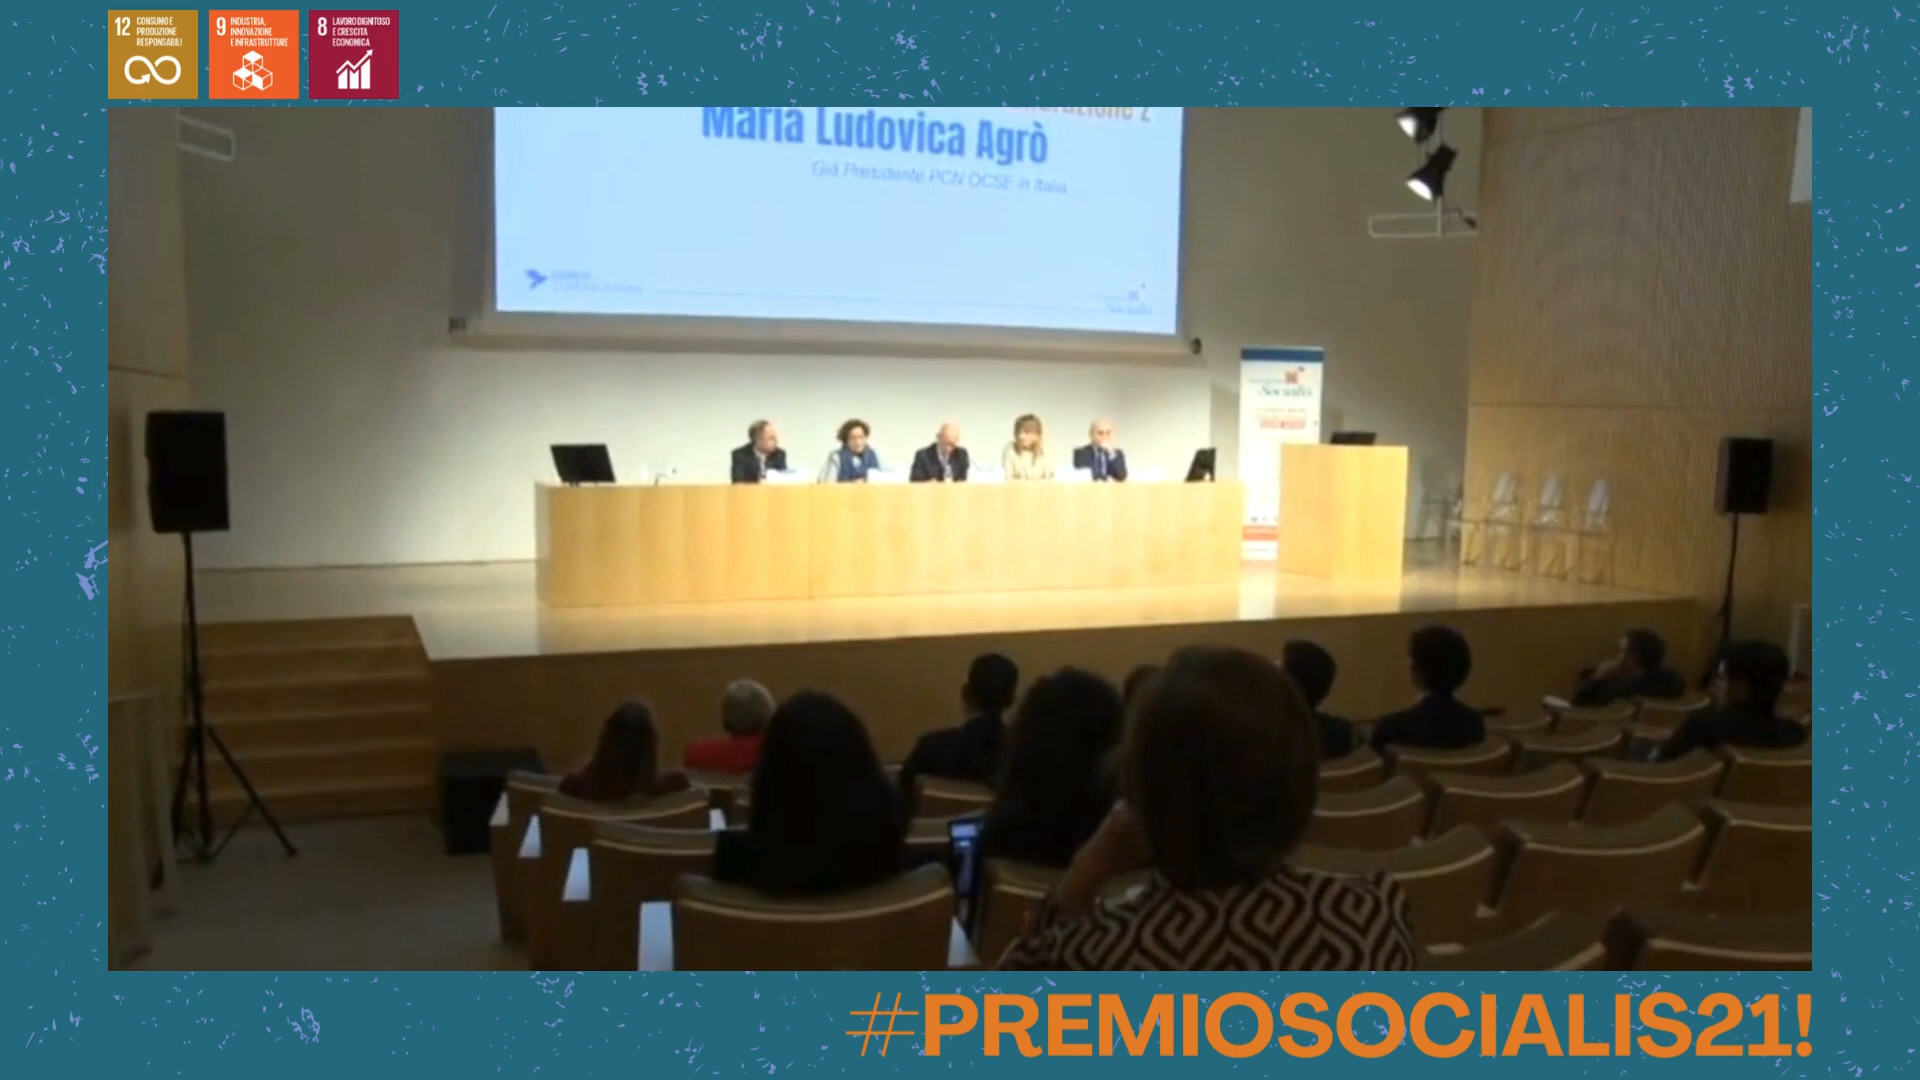 12 CONSUMO E
PRODUZIONE
RESPONSABILI
9 INDUSTRIA,
INNOVAZIONE
E INFRASTRUTTURE
8 LAVORO DIGNITOSO
E CRESCITA
ECONOMICA
Maria Ludovica Agrò
Già Presidente PCN OCSE in Italia
Socialis
#PREMIOSOCIALIS21!